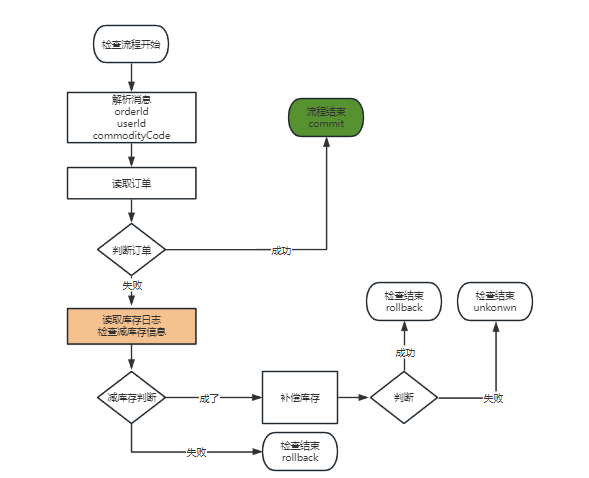 检查流程开始
解析消息
orderId
userId
commodityCode
流程结束
commit
读取订单
判断订单
成功
失败
检查结束
rollback
检查结束
unkonwn
读取库存日志
检查减库存信息
成功
减库存判断
成了
补偿库存
判断
失败
失败
检查结束
rollback